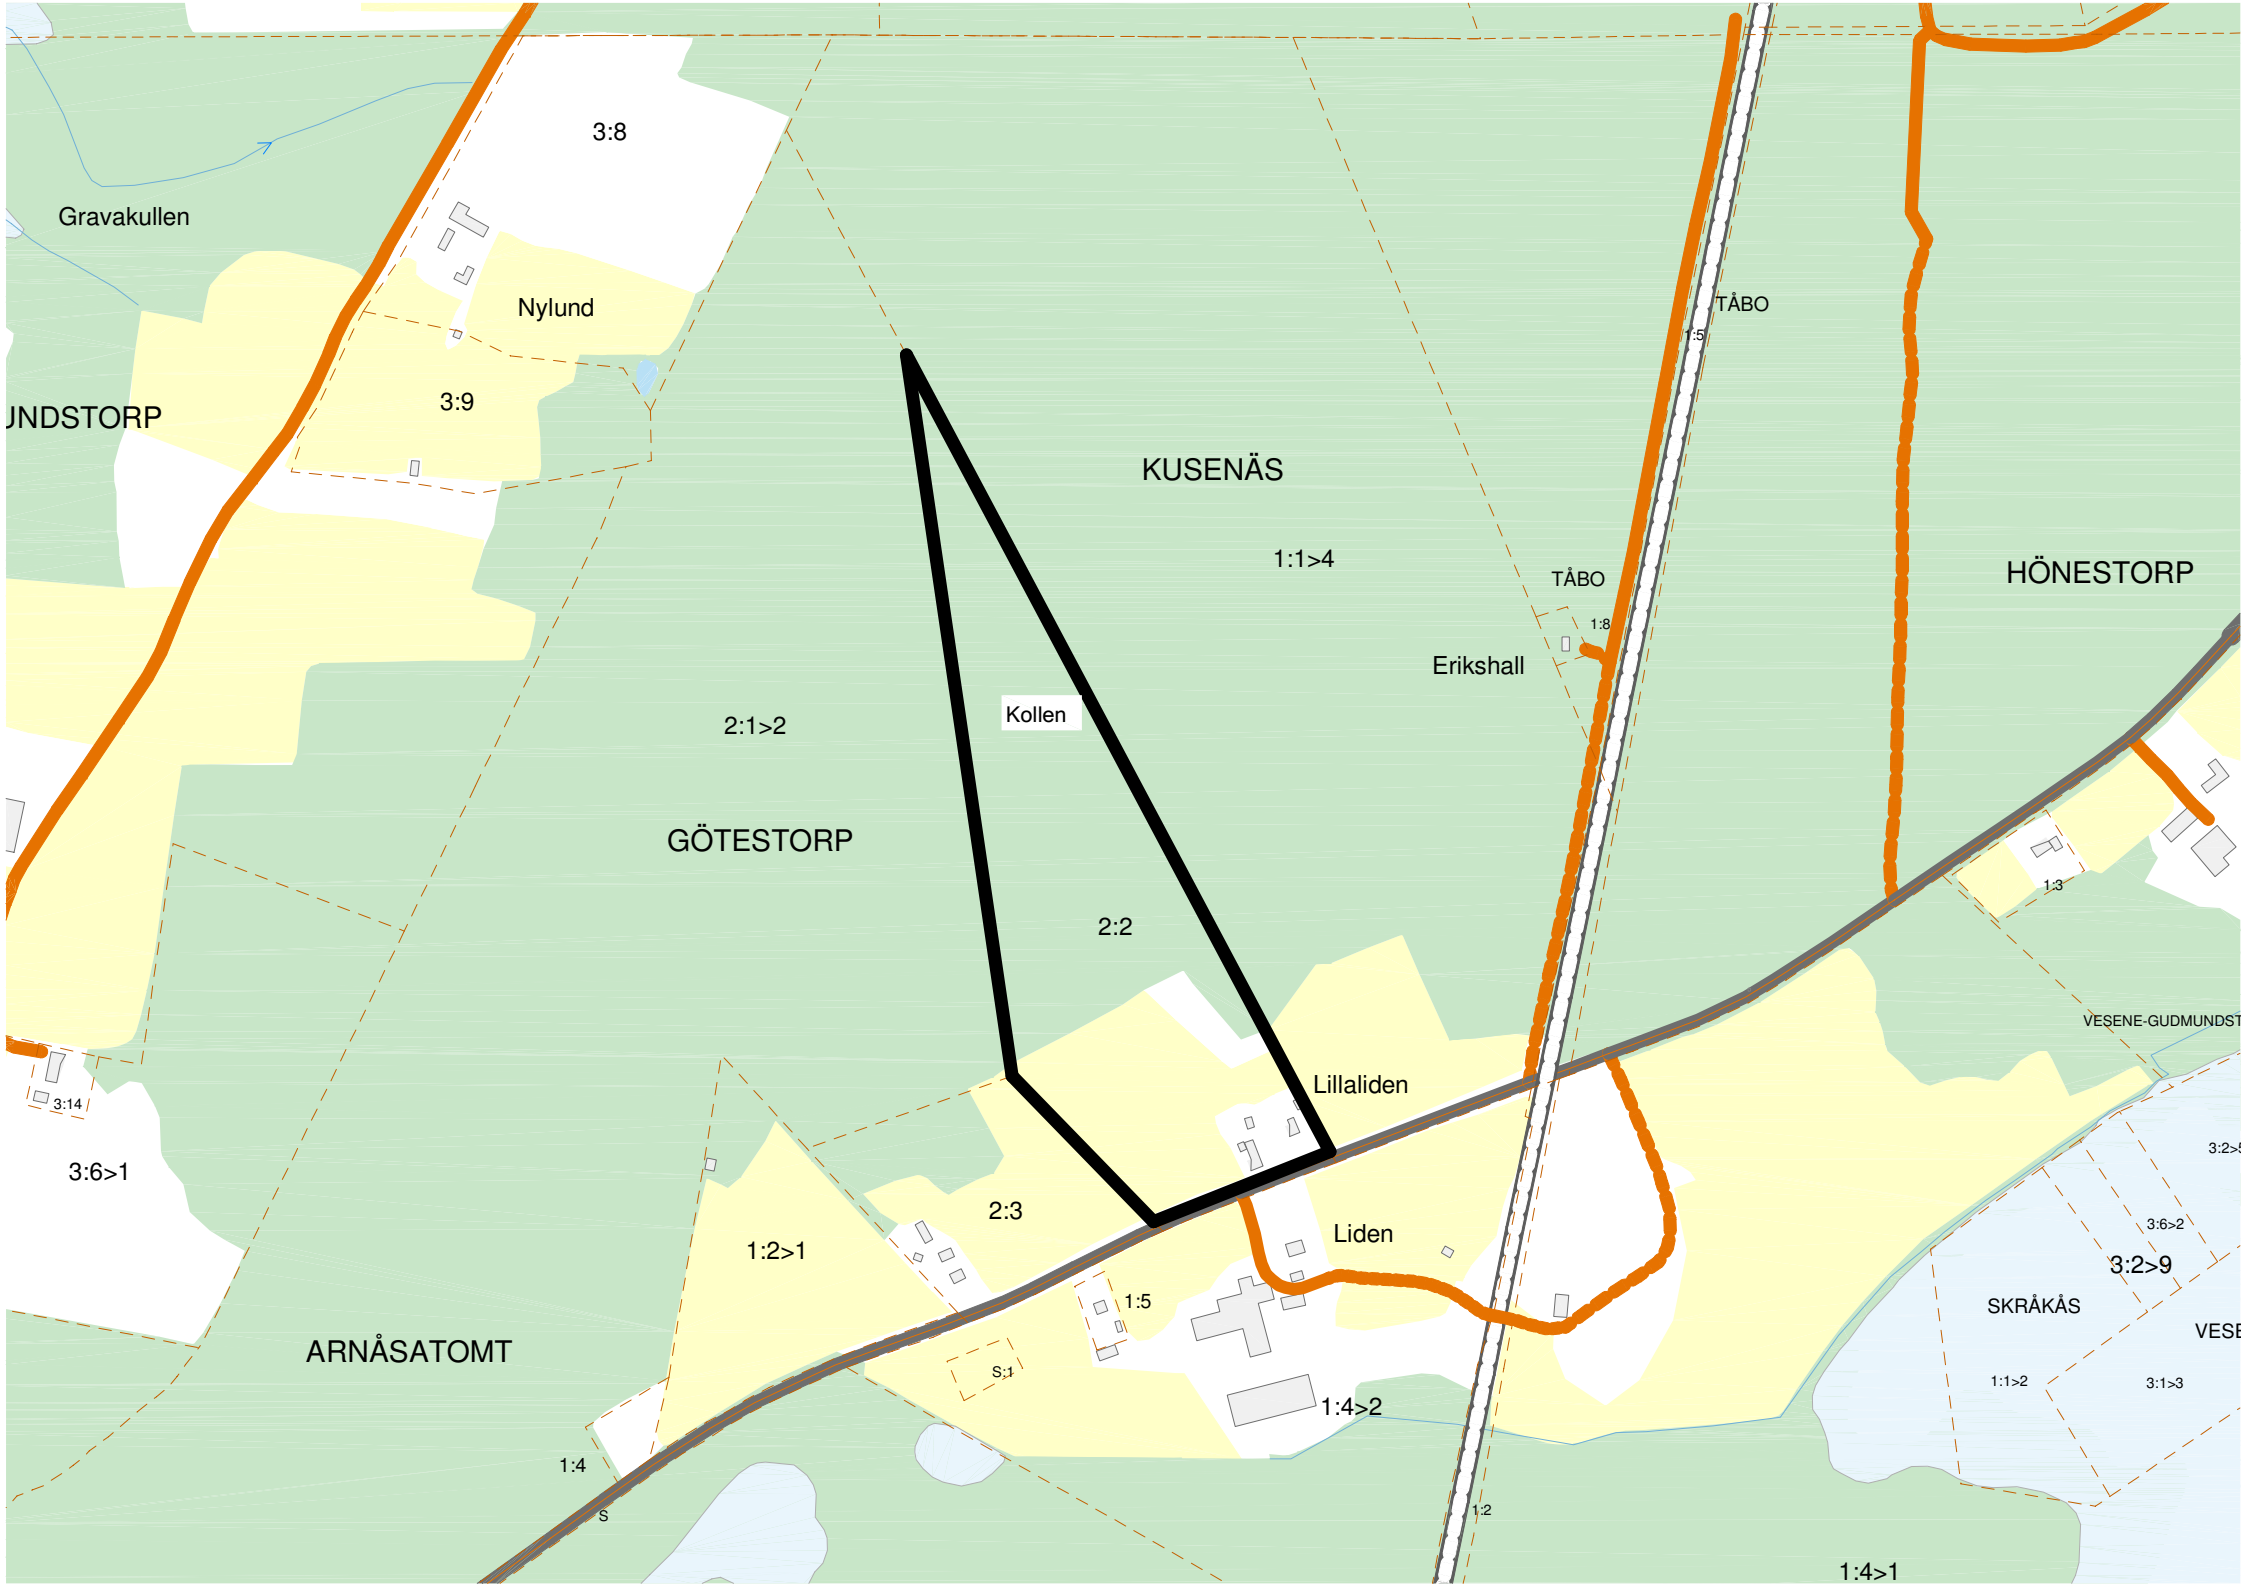 3:8
Gravakullen
Nylund
TÅBO
1:5
3:9
UNDSTORP
KUSENÄS
1:1>4
TÅBO
HÖNESTORP
1:8
Erikshall
Kollen
2:1>2
GÖTESTORP
1:3
2:2
VESENE-GUDMUNDST
Lillaliden
3:14
3:2>5
3:6>1
2:3
3:6>2
1:2>1
Liden
3:2>9
1:5
SKRÅKÅS
VESE
ARNÅSATOMT
S:1
1:1>2
3:1>3
1:4>2
1:4
1:2
S
1:4>1